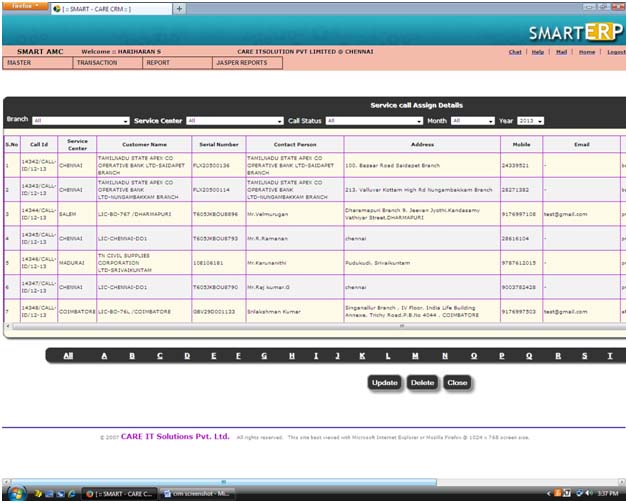 Firefox
[ :: SMART - CARE CRM :: ]
+
SMARTERP
SMART AMC
Welcome :: HARIHARAN S
CARE ITSOLUTION PVT LIMITED @ CHENNAI
Chat | Help | Mail | Home | Logout
MASTER TRANSACTION REPORT JASPER REPORTS
Service call Assign Details
Branch All Service Center All Call Status All Month All Year 2013
S.No Call Id Service Center Customer Name Serial Number Contact Person Address Mobile Email
1 14342/CALL-ID/12-13 CHENNAI TAMILNADU STATE APEX CO OPERATIVE BANK LTD-SAIDAPET BRANCH FLX20500136 TAMILNADU STATE APEX CO OPERATIVE BANK LTD-SAIDAPET BRANCH 100, Bazaar Road Saidapet Branch 24339521 -
2 14343/CALL-ID/12-13 CHENNAI TAMILNADU STATE APEX CO OPERATIVE BANK LTD-NUNGAMBAKKAM BRANCH FLX20500114 TAMILNADU STATE APEX CO OPERATIVE BANK LTD-NUNGAMBAKKAM BRANCH 213, Valluvar Kottam High Rd Nungambakkam Branch 28271382 -
3 14344/CALL-ID/12-13 SALEM LIC-BO-767 /DHARMAPURI T605JKBOU8896 Mr.Velmurugan Dharamapuri Branch 9, Jeevan Jyothi,Kandasamy Vathiyar Street,DHARMAPURI 9176997108 test@gmail.com
4 14345/CALL-ID/12-13 CHENNAI LIC-CHENNAI-DO1 T605JKBOU8793 Mr.R.Ramanan chennai 28616104 -
5 14346/CALL-ID/12-13 MADURAI TN CIVIL SUPPLIES CORPORATION LTD-SRIVAIKUNTAM 108106181 Mr.Karunanithi Pudukudi, Srivaikuntam 9787612015 -
6 14347/CALL-ID/12-13 CHENNAI LIC-CHENNAI-DO1 T605JKBOU8790 Mr.Raj kumar.G chennai 9003782428 -
7 14348/CALL-ID/12-13 COIMBATORE LIC-BO-76L /COIMBATORE 08V29D001133 Srilakshman Kumar Singanallur Branch , IV Floor, India Life Building Annexe, Trichy Road,P.B.No 4044 , COIMBATORE 9176997503 test@gmail.com
All A B C D E F G H I J K L M N O P Q R S T
Update Delete Close
© 2007 CARE IT Solutions Pvt. Ltd. All rights reserved. This site best viewed with Microsoft Internet Explorer or Mozilla Firefox @ 1024 x 768 screen size.
[ :: SMART - CARE C...
crm screenshot - Mi...
3:37 PM